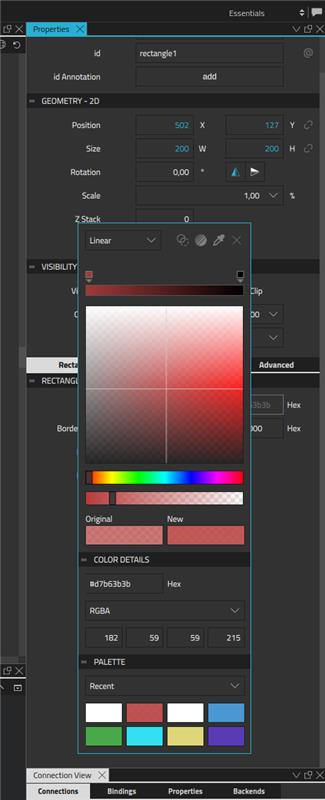 Essentials
Properties
id rectangle1 @
id Annotation add
GEOMETRY - 2D
Position 502 X 127 Y
Size 200 W 200 H
Rotation 0,00 °
Scale 1,00 %
Z Stack 0
Linear
VISIBILITY
Vi Clip
O 00
Recta Advanced
RECTANGL
63b3b Hex
Borde 000 Hex
Original New
COLOR DETAILS
#d7b63b3b Hex
RGBA
182 59 59 215
PALETTE
Recent
Connection View
Connections Bindings Properties Backends